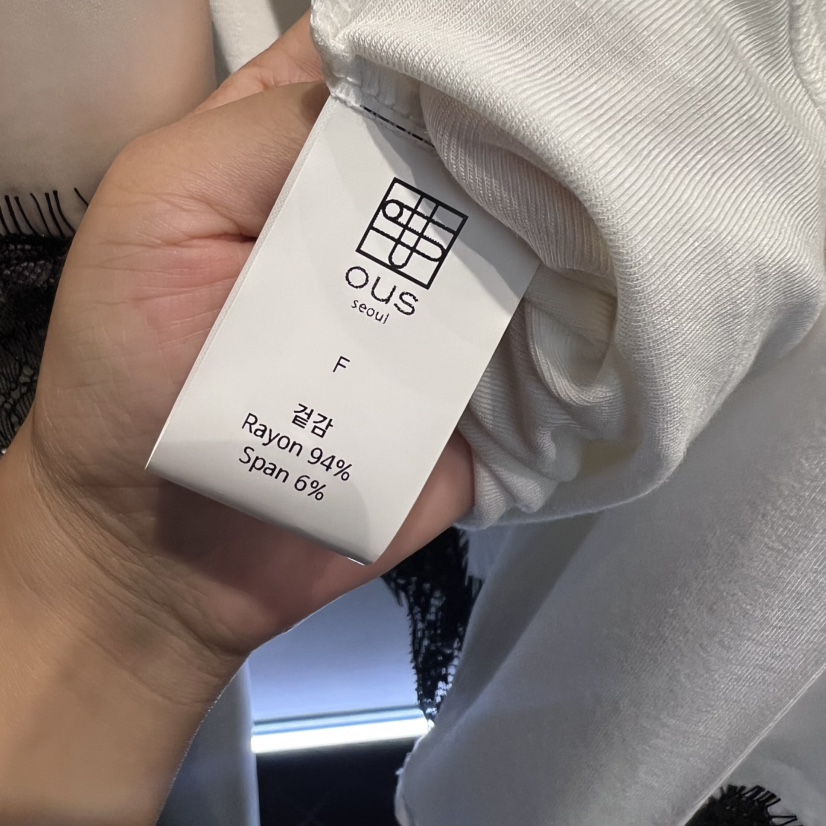 ous
seoul
F
겉감
Rayon 94%
Span 6%